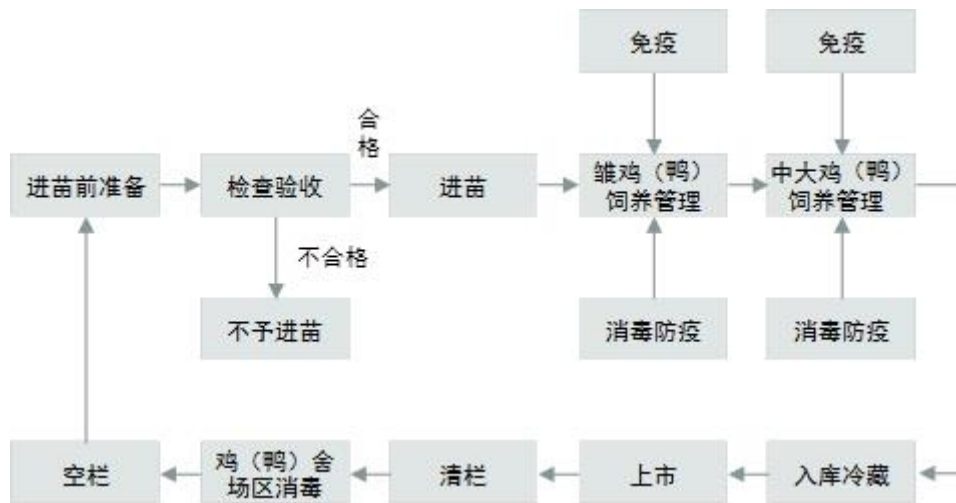 免疫
免疫
合
格
进苗前准备
检查验收
进苗
雏鸡（鸭）
饲养管理
中大鸡（鸭）
饲养管理
不合格
不予进苗
消毒防疫
消毒防疫
空栏
鸡（鸭）舍
场区消毒
清栏
上市
入库冷藏